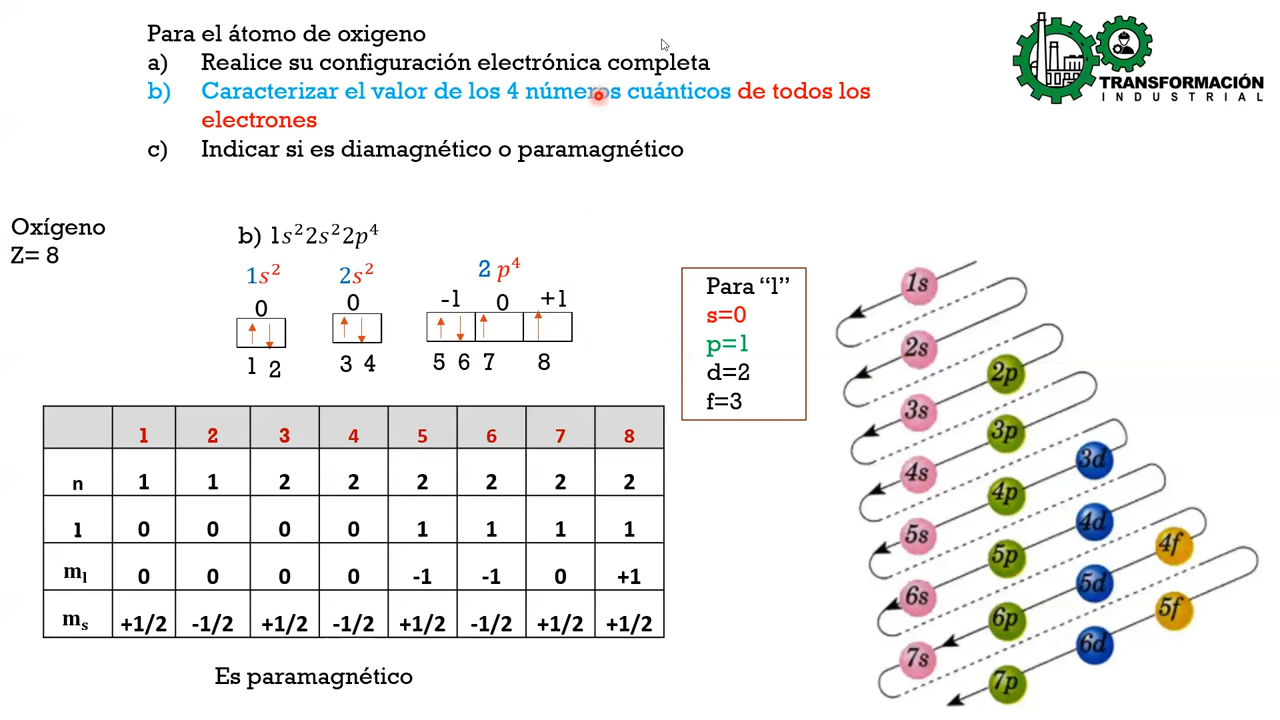 Para el átomo de oxigeno
a) Realice su configuración electrónica completa
b) Caracterizar el valor de los 4 números cuánticos de todos los
electrones
c) Indicar si es diamagnético o paramagnético
TRANSFORMACIÓN
INDUSTRIAL
Oxígeno
Z= 8
b) 1s² 2s² 2p⁴
1s² 2s² 2 p⁴
0 0 -1 0 +1
1 2 3 4 5 6 7 8
Para “l”
s=0
p=1
d=2
f=3
1 2 3 4 5 6 7 8
n 1 1 2 2 2 2 2 2
l 0 0 0 0 1 1 1 1
mₗ 0 0 0 0 -1 -1 0 +1
mₛ +1/2 -1/2 +1/2 -1/2 +1/2 -1/2 +1/2 +1/2
Es paramagnético
1s
2s
2p
3s
3p
3d
4s
4p
4d
4f
5s
5p
5d
5f
6s
6p
6d
7s
7p